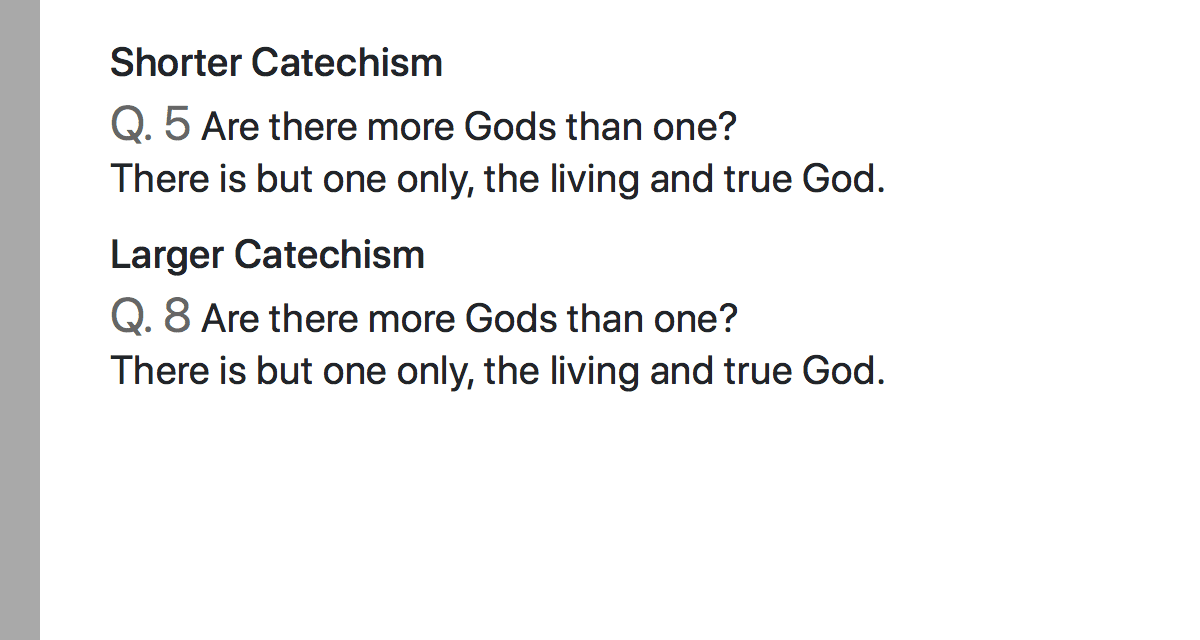 Shorter Catechism
Q. 5 Are there more Gods than one?
There is but one only, the living and true God.
Larger Catechism
Q. 8 Are there more Gods than one?
There is but one only, the living and true God.